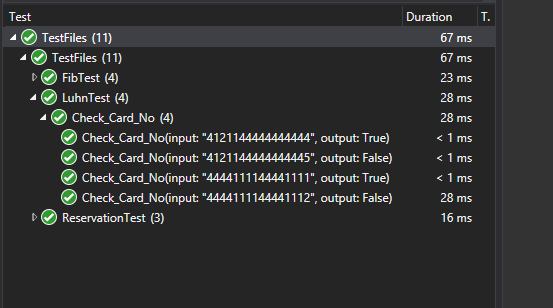 Test Duration T.
TestFiles (11) 67 ms
TestFiles (11) 67 ms
FibTest (4) 23 ms
LuhnTest (4) 28 ms
Check_Card_No (4) 28 ms
Check_Card_No(input: "4121144444444444", output: True) < 1 ms
Check_Card_No(input: "4121144444444445", output: False) < 1 ms
Check_Card_No(input: "4444111144441111", output: True) < 1 ms
Check_Card_No(input: "4444111144441112", output: False) 28 ms
ReservationTest (3) 16 ms